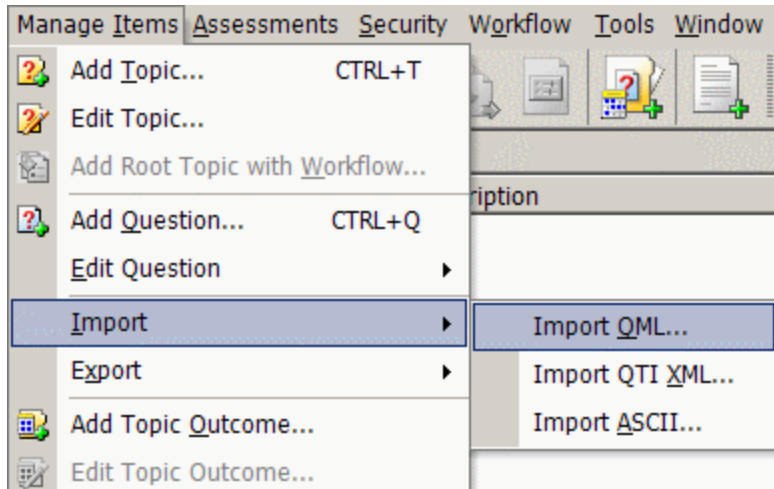 Manage Items Assessments Security Workflow Tools Window
Add Topic... CTRL+T
Edit Topic...
Add Root Topic with Workflow...
ription
Add Question... CTRL+Q
Edit Question
Import
Import QML...
Export
Import QTI XML...
Add Topic Outcome...
Import ASCII...
Edit Topic Outcome...